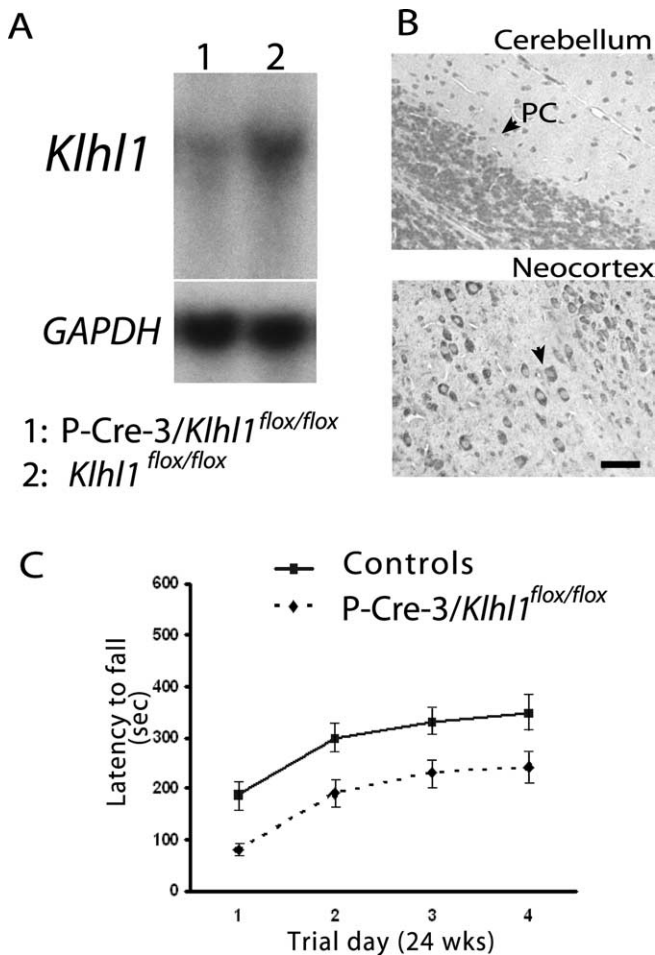 A
1 2
Klhl1
GAPDH
1: P-Cre-3/Klhl1flox/flox
2: Klhl1 flox/flox
B
Cerebellum
PC
Neocortex
C
Controls
P-Cre-3/Klhl1flox/flox
Latency to fall
(sec)
600
500
400
300
200
100
0
1 2 3 4
Trial day (24 wks)